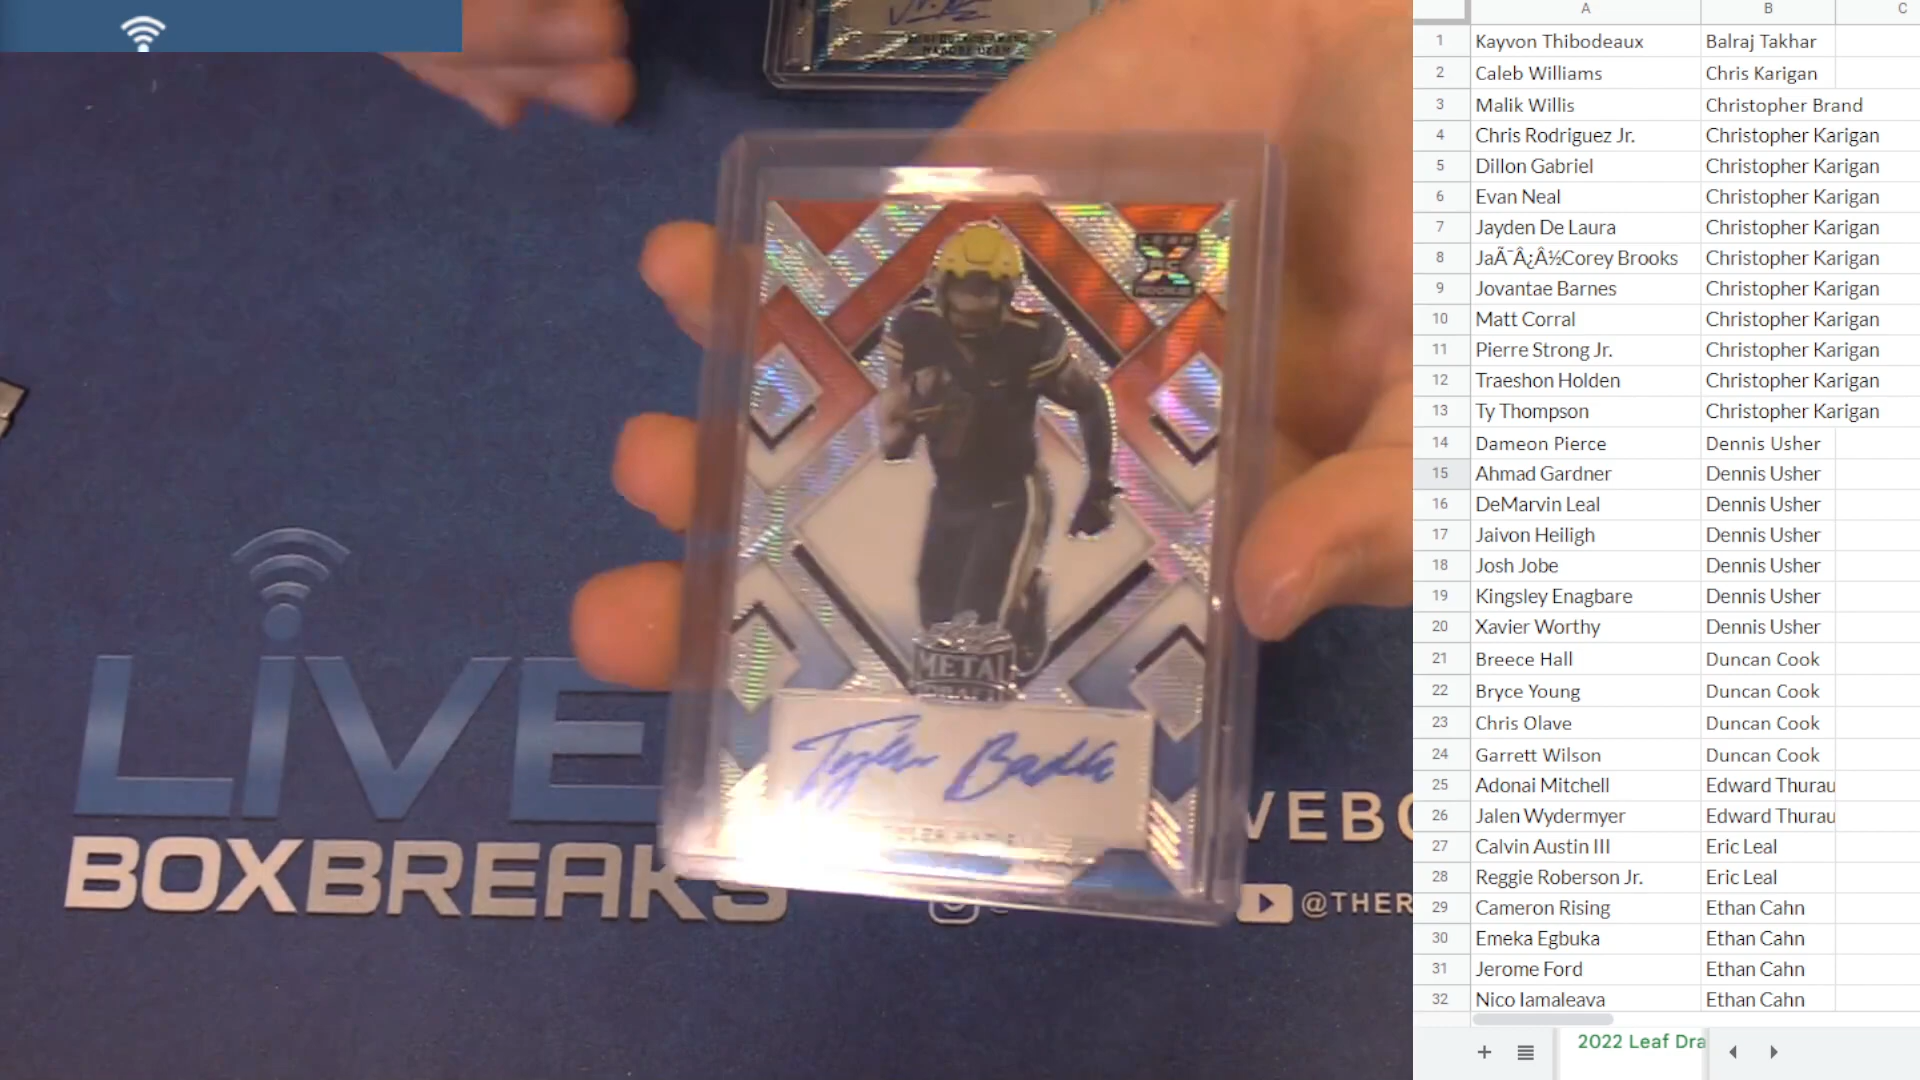 LIVE
BOXBREAKS
VEBO
@THER
LEAF
ROOKIE
METAL
DRAFT
Tyler Badie
A B C
1 Kayvon Thibodeaux Balraj Takhar
2 Caleb Williams Chris Karigan
3 Malik Willis Christopher Brand
4 Chris Rodriguez Jr. Christopher Karigan
5 Dillon Gabriel Christopher Karigan
6 Evan Neal Christopher Karigan
7 Jayden De Laura Christopher Karigan
8 JaÃ¯Â¿Â½Corey Brooks Christopher Karigan
9 Jovantae Barnes Christopher Karigan
10 Matt Corral Christopher Karigan
11 Pierre Strong Jr. Christopher Karigan
12 Traeshon Holden Christopher Karigan
13 Ty Thompson Christopher Karigan
14 Dameon Pierce Dennis Usher
15 Ahmad Gardner Dennis Usher
16 DeMarvin Leal Dennis Usher
17 Jaivon Heiligh Dennis Usher
18 Josh Jobe Dennis Usher
19 Kingsley Enagbare Dennis Usher
20 Xavier Worthy Dennis Usher
21 Breece Hall Duncan Cook
22 Bryce Young Duncan Cook
23 Chris Olave Duncan Cook
24 Garrett Wilson Duncan Cook
25 Adonai Mitchell Edward Thurau
26 Jalen Wydermyer Edward Thurau
27 Calvin Austin III Eric Leal
28 Reggie Roberson Jr. Eric Leal
29 Cameron Rising Ethan Cahn
30 Emeka Egbuka Ethan Cahn
31 Jerome Ford Ethan Cahn
32 Nico Iamaleava Ethan Cahn
2022 Leaf Dra